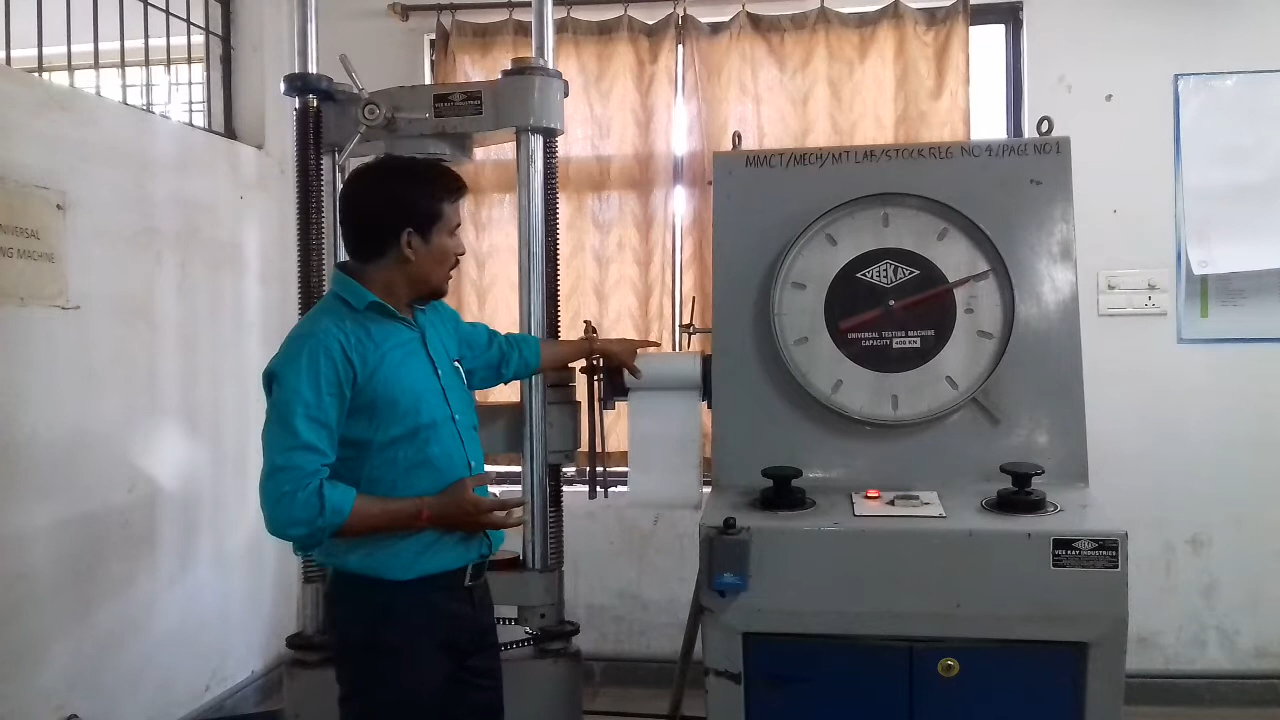 MMCT/MECH/MT LAB/STOCK REG NO 4/PAGE NO 1
VEEKAY
UNIVERSAL TESTING MACHINE
CAPACITY 400 KN
VEE KAY INDUSTRIES
NIVERSAL
NG MACHINE
VEEKAY
VEE KAY INDUSTRIES